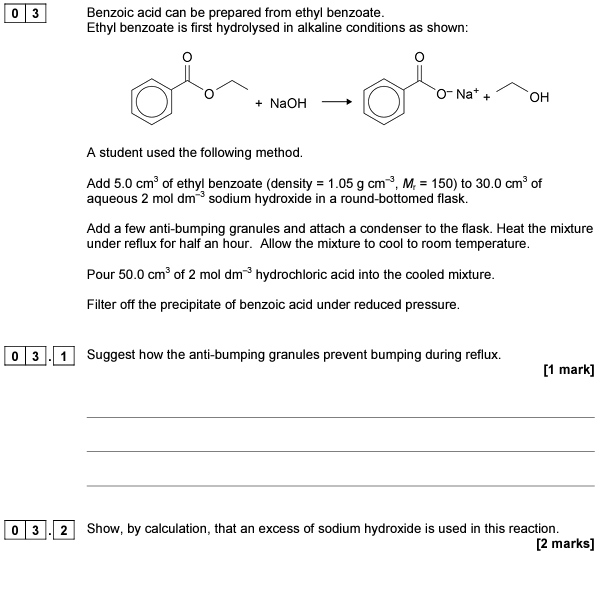 0 3 Benzoic acid can be prepared from ethyl benzoate.
Ethyl benzoate is first hydrolysed in alkaline conditions as shown:
O O
O + NaOH O⁻ Na⁺ + OH
A student used the following method.
Add 5.0 cm³ of ethyl benzoate (density = 1.05 g cm⁻³, Mᵣ = 150) to 30.0 cm³ of
aqueous 2 mol dm⁻³ sodium hydroxide in a round-bottomed flask.
Add a few anti-bumping granules and attach a condenser to the flask. Heat the mixture
under reflux for half an hour. Allow the mixture to cool to room temperature.
Pour 50.0 cm³ of 2 mol dm⁻³ hydrochloric acid into the cooled mixture.
Filter off the precipitate of benzoic acid under reduced pressure.
0 3 . 1 Suggest how the anti-bumping granules prevent bumping during reflux.
[1 mark]
0 3 . 2 Show, by calculation, that an excess of sodium hydroxide is used in this reaction.
[2 marks]